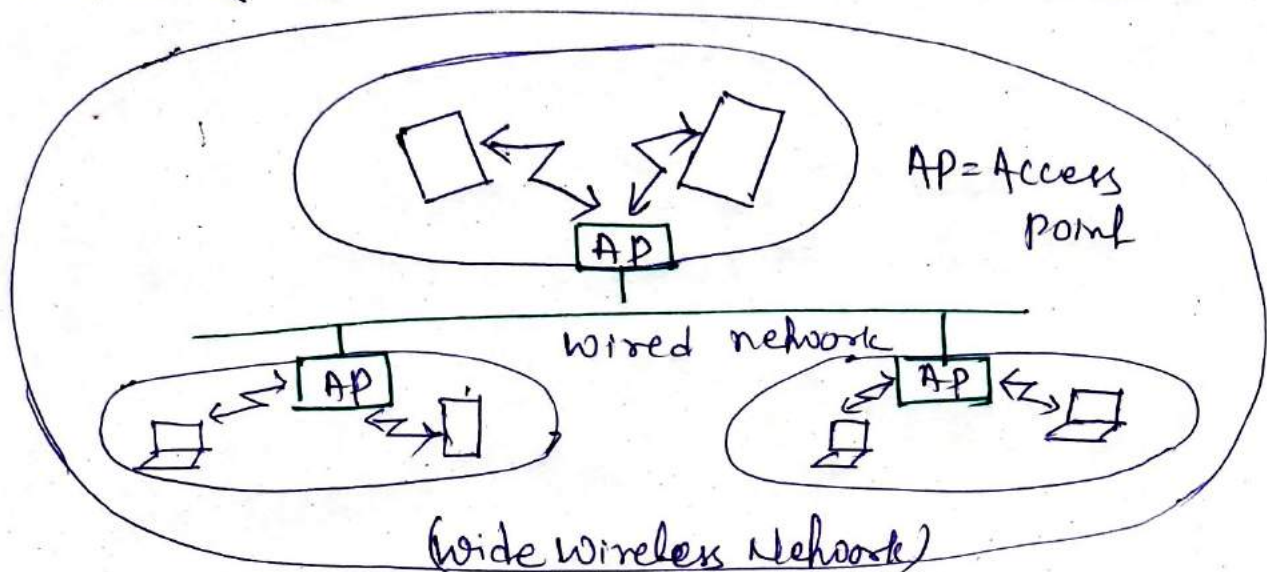 AP
AP = Access
point
wired network
AP
AP
(Wide Wireless Network)